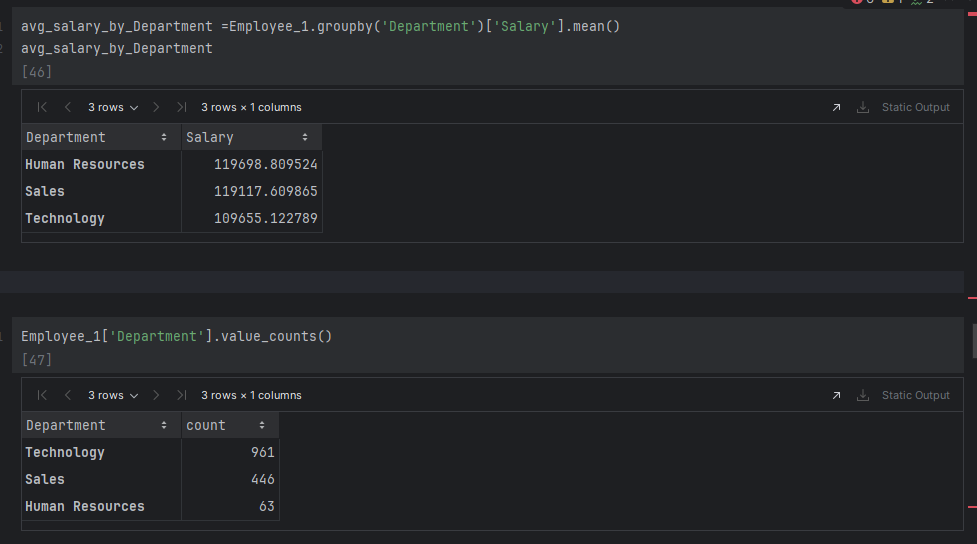 avg_salary_by_Department =Employee_1.groupby('Department')['Salary'].mean()
avg_salary_by_Department
[46]
3 rows 3 rows × 1 columns Static Output
Department Salary
Human Resources 119698.809524
Sales 119117.609865
Technology 109655.122789
Employee_1['Department'].value_counts()
[47]
3 rows 3 rows × 1 columns Static Output
Department count
Technology 961
Sales 446
Human Resources 63